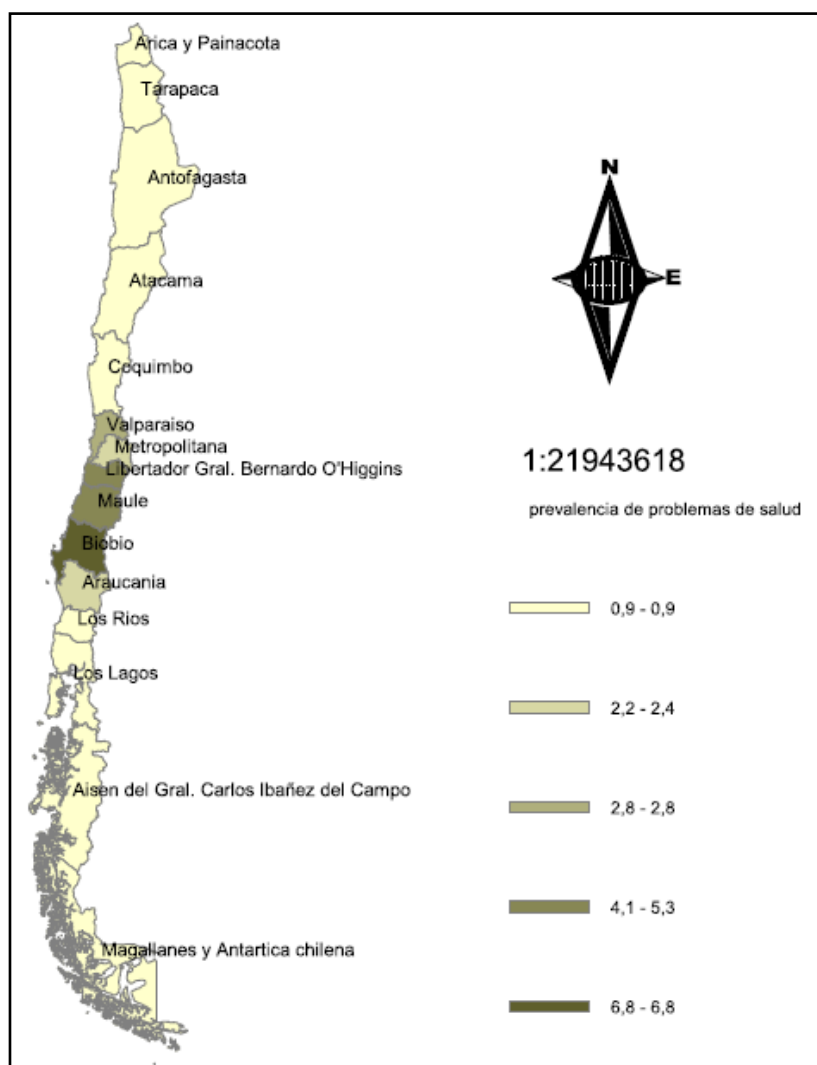 Arica y Painacota
Tarapaca
Antofagasta
Atacama
Coquimbo
Valparaiso
Metropolitana
Libertador Gral. Bernardo O'Higgins
Maule
Biobio
Araucania
Los Rios
Los Lagos
Aisen del Gral. Carlos Ibañez del Campo
Magallanes y Antartica chilena
N
E
1:21943618
prevalencia de problemas de salud
0,9 - 0,9
2,2 - 2,4
2,8 - 2,8
4,1 - 5,3
6,8 - 6,8